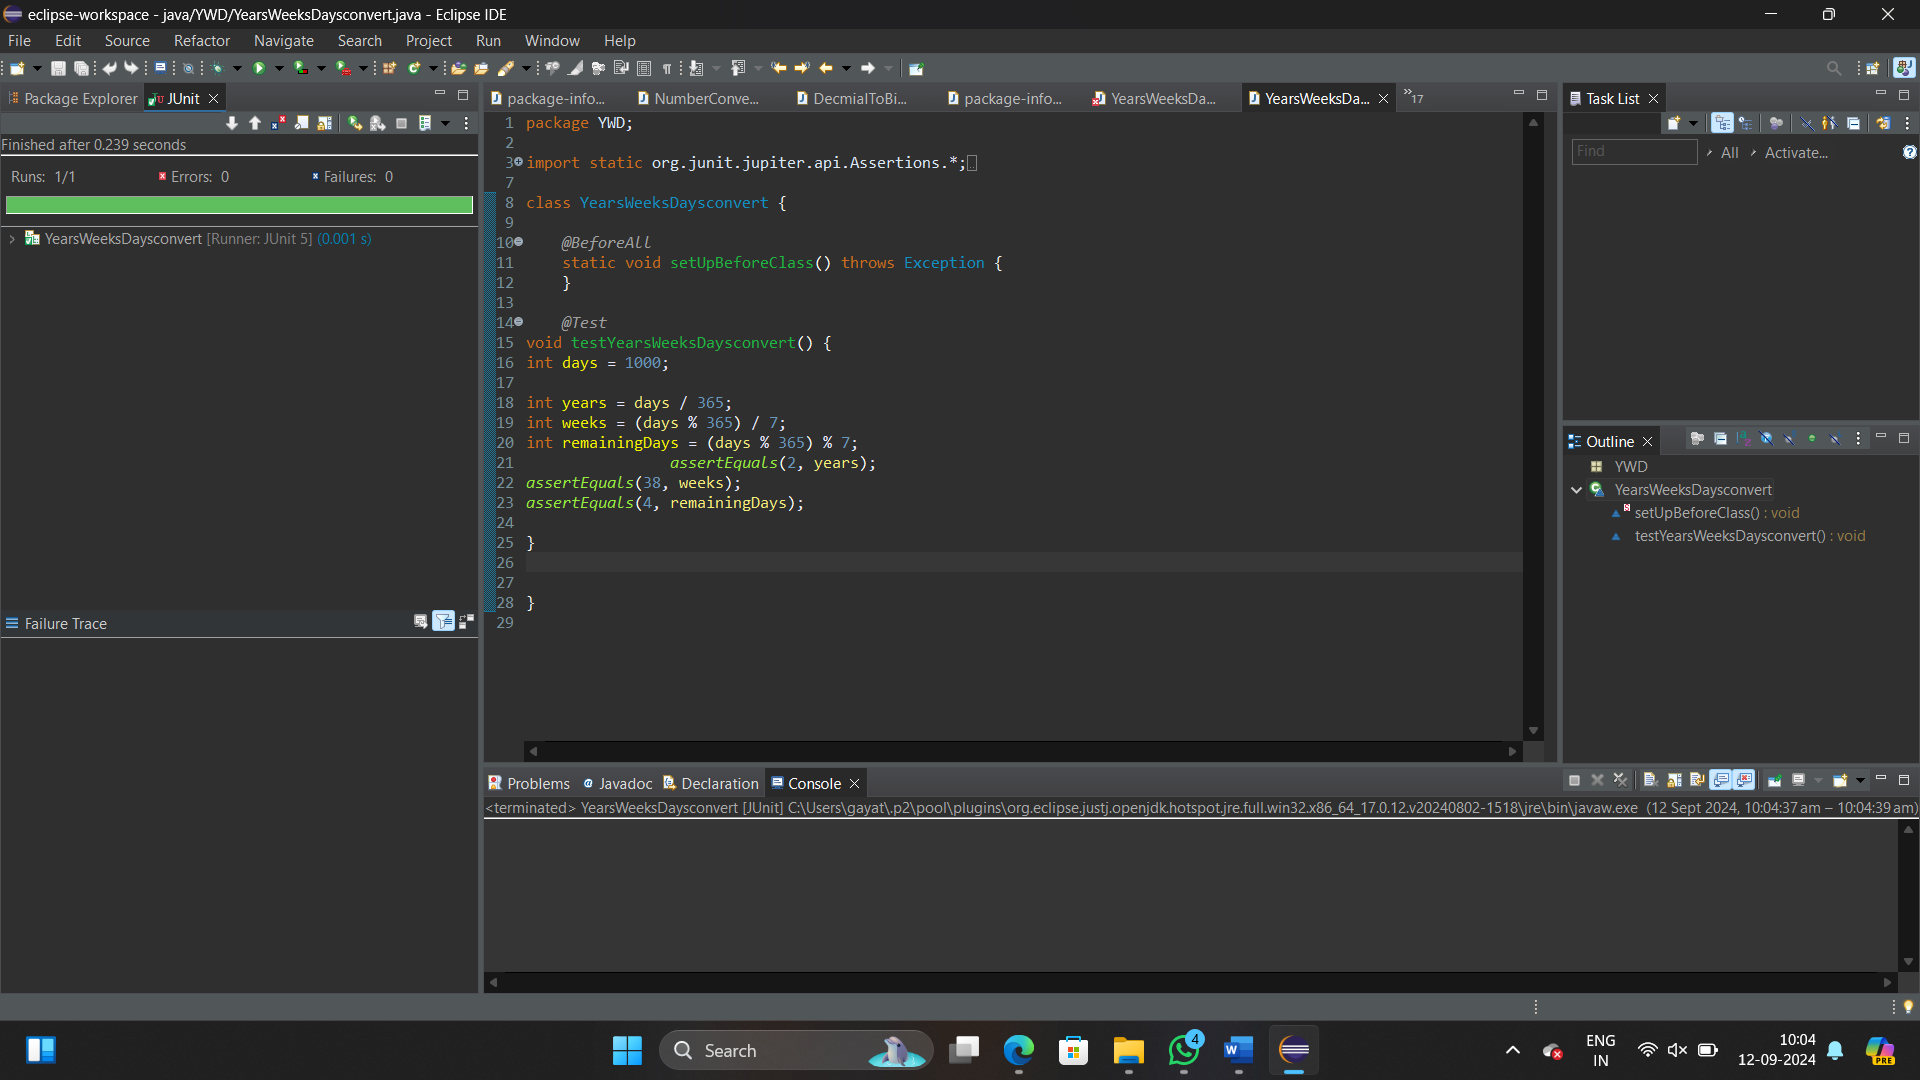 eclipse-workspace - java/YWD/YearsWeeksDaysconvert.java - Eclipse IDE
File Edit Source Refactor Navigate Search Project Run Window Help
Package Explorer JUnit
Finished after 0.239 seconds
Runs: 1/1 Errors: 0 Failures: 0
YearsWeeksDaysconvert [Runner: JUnit 5] (0.001 s)
Failure Trace
package-info... NumberConve... DecmialToBi... package-info... YearsWeeksDa... YearsWeeksDa... »17
1 package YWD;
2
3 import static org.junit.jupiter.api.Assertions.*;
7
8 class YearsWeeksDaysconvert {
9
10 @BeforeAll
11 static void setUpBeforeClass() throws Exception {
12 }
13
14 @Test
15 void testYearsWeeksDaysconvert() {
16 int days = 1000;
17
18 int years = days / 365;
19 int weeks = (days % 365) / 7;
20 int remainingDays = (days % 365) % 7;
21 assertEquals(2, years);
22 assertEquals(38, weeks);
23 assertEquals(4, remainingDays);
24
25 }
26
27
28 }
29
Task List
Find All Activate...
Outline
YWD
YearsWeeksDaysconvert
setUpBeforeClass() : void
testYearsWeeksDaysconvert() : void
Problems Javadoc Declaration Console
<terminated> YearsWeeksDaysconvert [JUnit] C:\Users\gayat\.p2\pool\plugins\org.eclipse.justj.openjdk.hotspot.jre.full.win32.x86_64_17.0.12.v20240802-1518\jre\bin\javaw.exe (12 Sept 2024, 10:04:37 am – 10:04:39 am)
Search
4
ENG
IN
10:04
12-09-2024
PRE